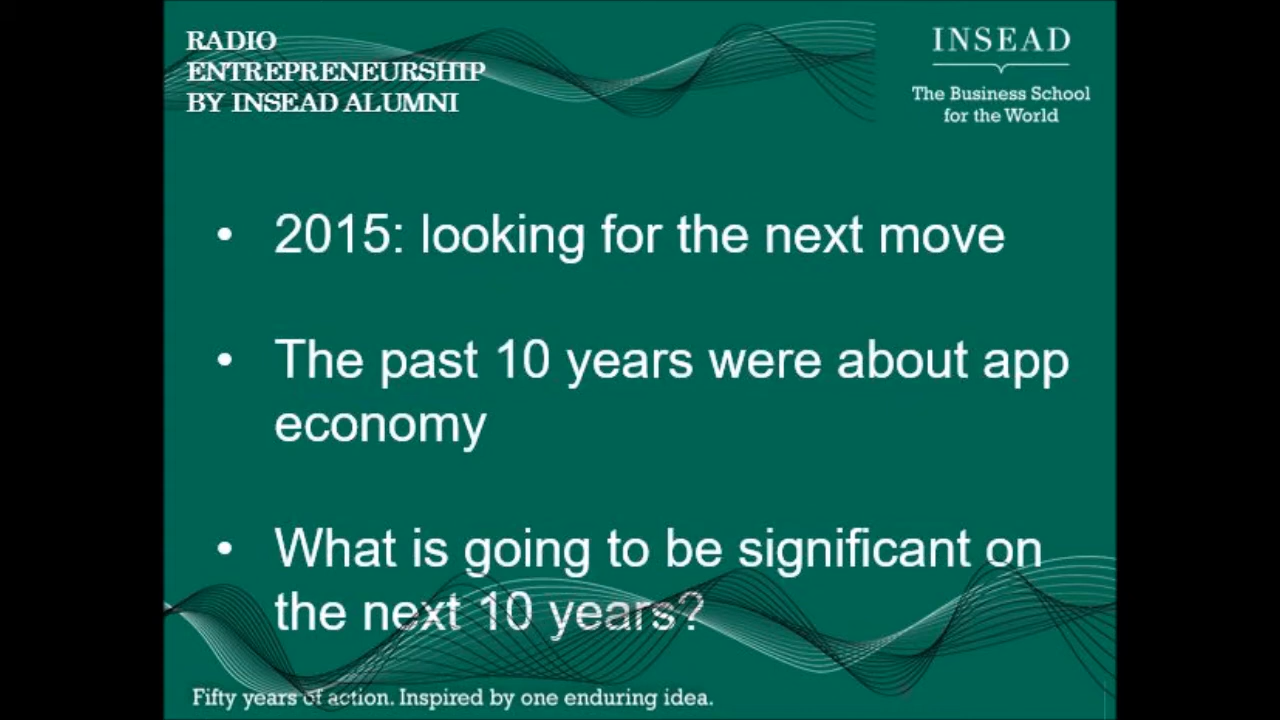 RADIO
ENTREPRENEURSHIP
BY INSEAD ALUMNI
INSEAD
The Business School
for the World
• 2015: looking for the next move
• The past 10 years were about app
economy
• What is going to be significant on
the next 10 years?
Fifty years of action. Inspired by one enduring idea.